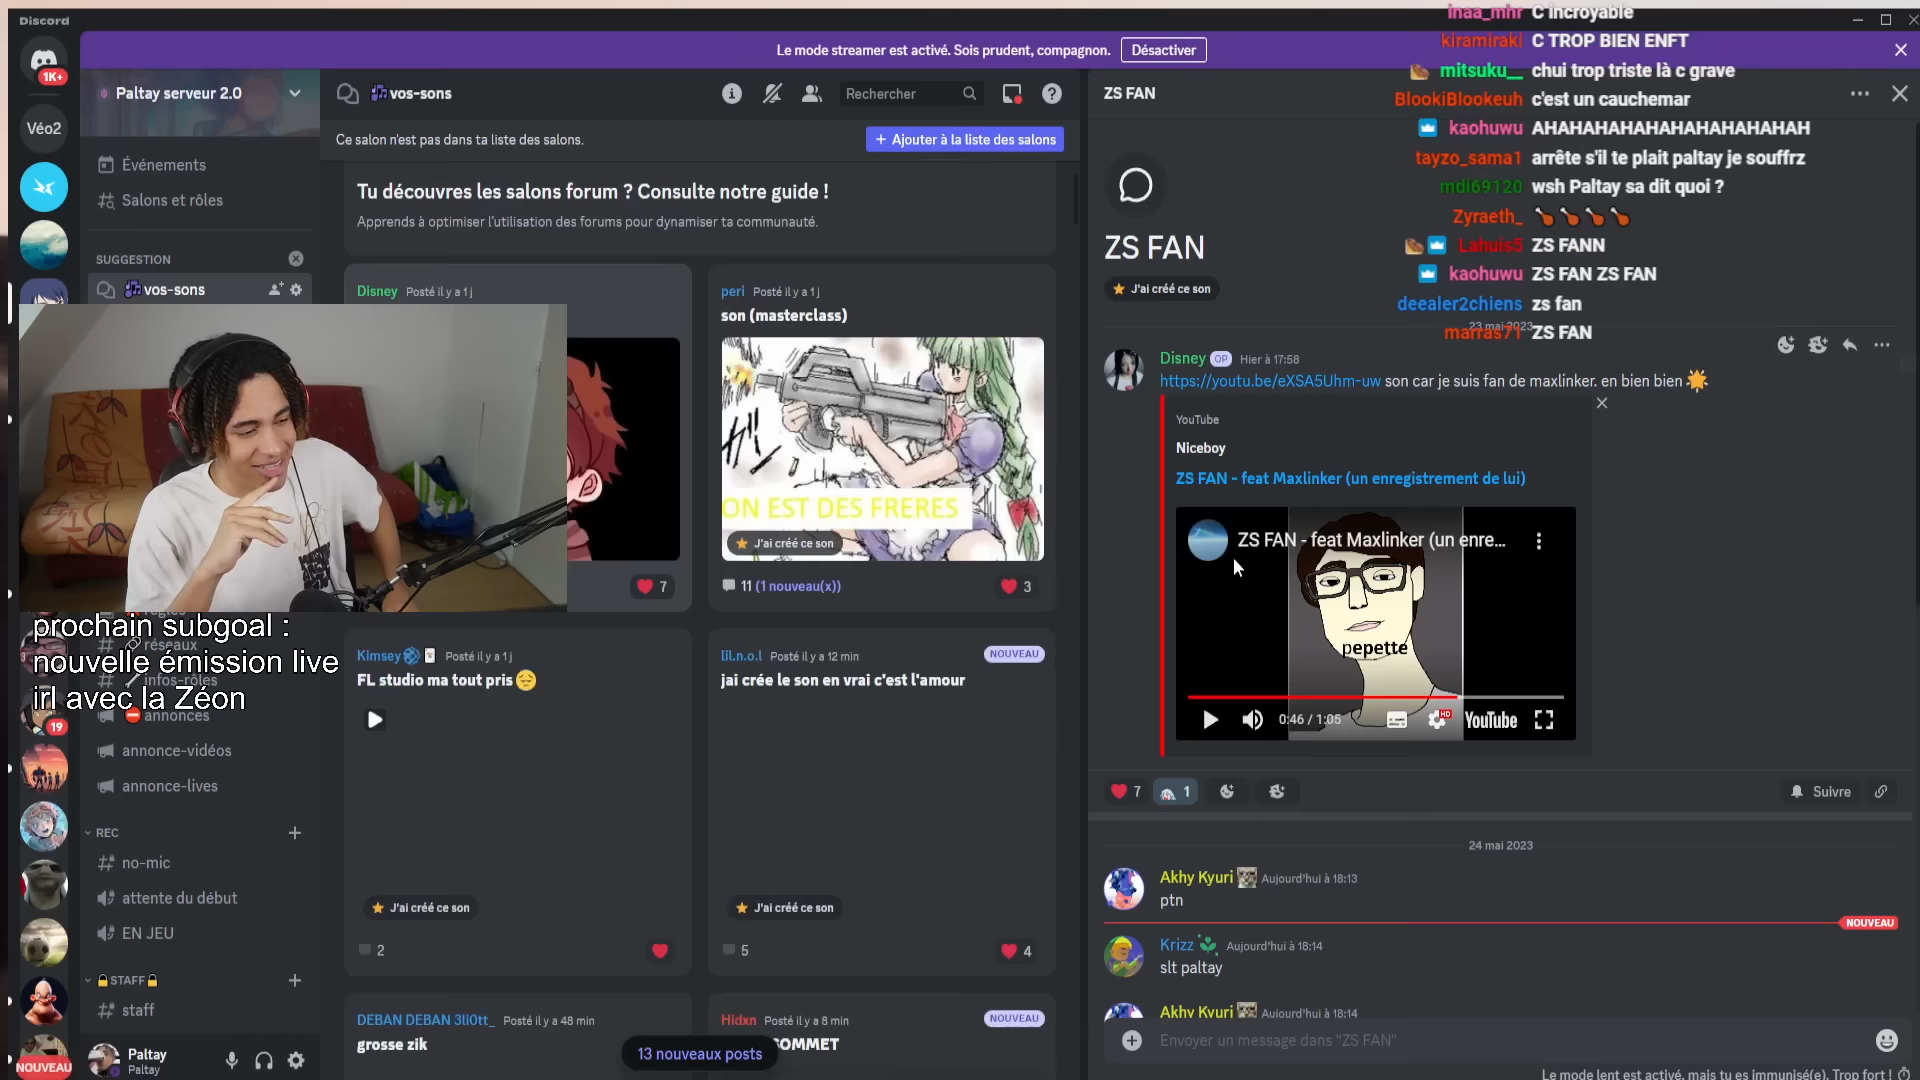 Discord
Le mode streamer est activé. Sois prudent, compagnon.
Désactiver
1K+
Véo2
19
NOUVEAU
Paltay serveur 2.0
Événements
Salons et rôles
SUGGESTION
vos-sons
réseaux
infos-rôles
annonces
annonce-vidéos
annonce-lives
REC
no-mic
attente du début
EN JEU
STAFF
staff
Paltay
Paltay
prochain subgoal :
nouvelle émission live
irl avec la Zéon
vos-sons
Rechercher
Ce salon n'est pas dans ta liste des salons.
+ Ajouter à la liste des salons
Tu découvres les salons forum ? Consulte notre guide !
Apprends à optimiser l'utilisation des forums pour dynamiser ta communauté.
Disney Posté il y a 1 j
7
peri Posté il y a 1 j
son (masterclass)
ON EST DES FRERES
J'ai créé ce son
11 (1 nouveau(x))
3
Kimsey Posté il y a 1 j
FL studio ma tout pris
J'ai créé ce son
2
lil.n.o.l Posté il y a 12 min
NOUVEAU
jai crée le son en vrai c'est l'amour
J'ai créé ce son
5
4
DEBAN DEBAN 3ll0tt_ Posté il y a 48 min
grosse zik
Hidxn Posté il y a 8 min
NOUVEAU
13 nouveaux posts
ZS FAN
ZS FAN
J'ai créé ce son
23 mai 2023
Disney OP Hier à 17:58
https://youtu.be/eXSA5Uhm-uw son car je suis fan de maxlinker. en bien bien
YouTube
Niceboy
ZS FAN - feat Maxlinker (un enregistrement de lui)
ZS FAN - feat Maxlinker (un enre...
pepette
0:46 / 1:05
HD
YouTube
7
1
Suivre
24 mai 2023
Akhy Kyuri Aujourd'hui à 18:13
ptn
NOUVEAU
Krizz Aujourd'hui à 18:14
slt paltay
Akhy Kyuri Aujourd'hui à 18:14
Envoyer un message dans "ZS FAN"
Le mode lent est activé, mais tu es immunisé(e). Trop fort !
inaa_mhr C incroyable
kiramiraki C TROP BIEN ENFT
mitsuku__ chui trop triste là c grave
BlookiBlookeuh c'est un cauchemar
kaohuwu AHAHAHAHAHAHAHAHAHAH
tayzo_sama1 arrête s'il te plait paltay je souffrz
mdi69120 wsh Paltay sa dit quoi ?
Zyraeth_
Lahuis5 ZS FANN
kaohuwu ZS FAN ZS FAN
deealer2chiens zs fan
marras71 ZS FAN